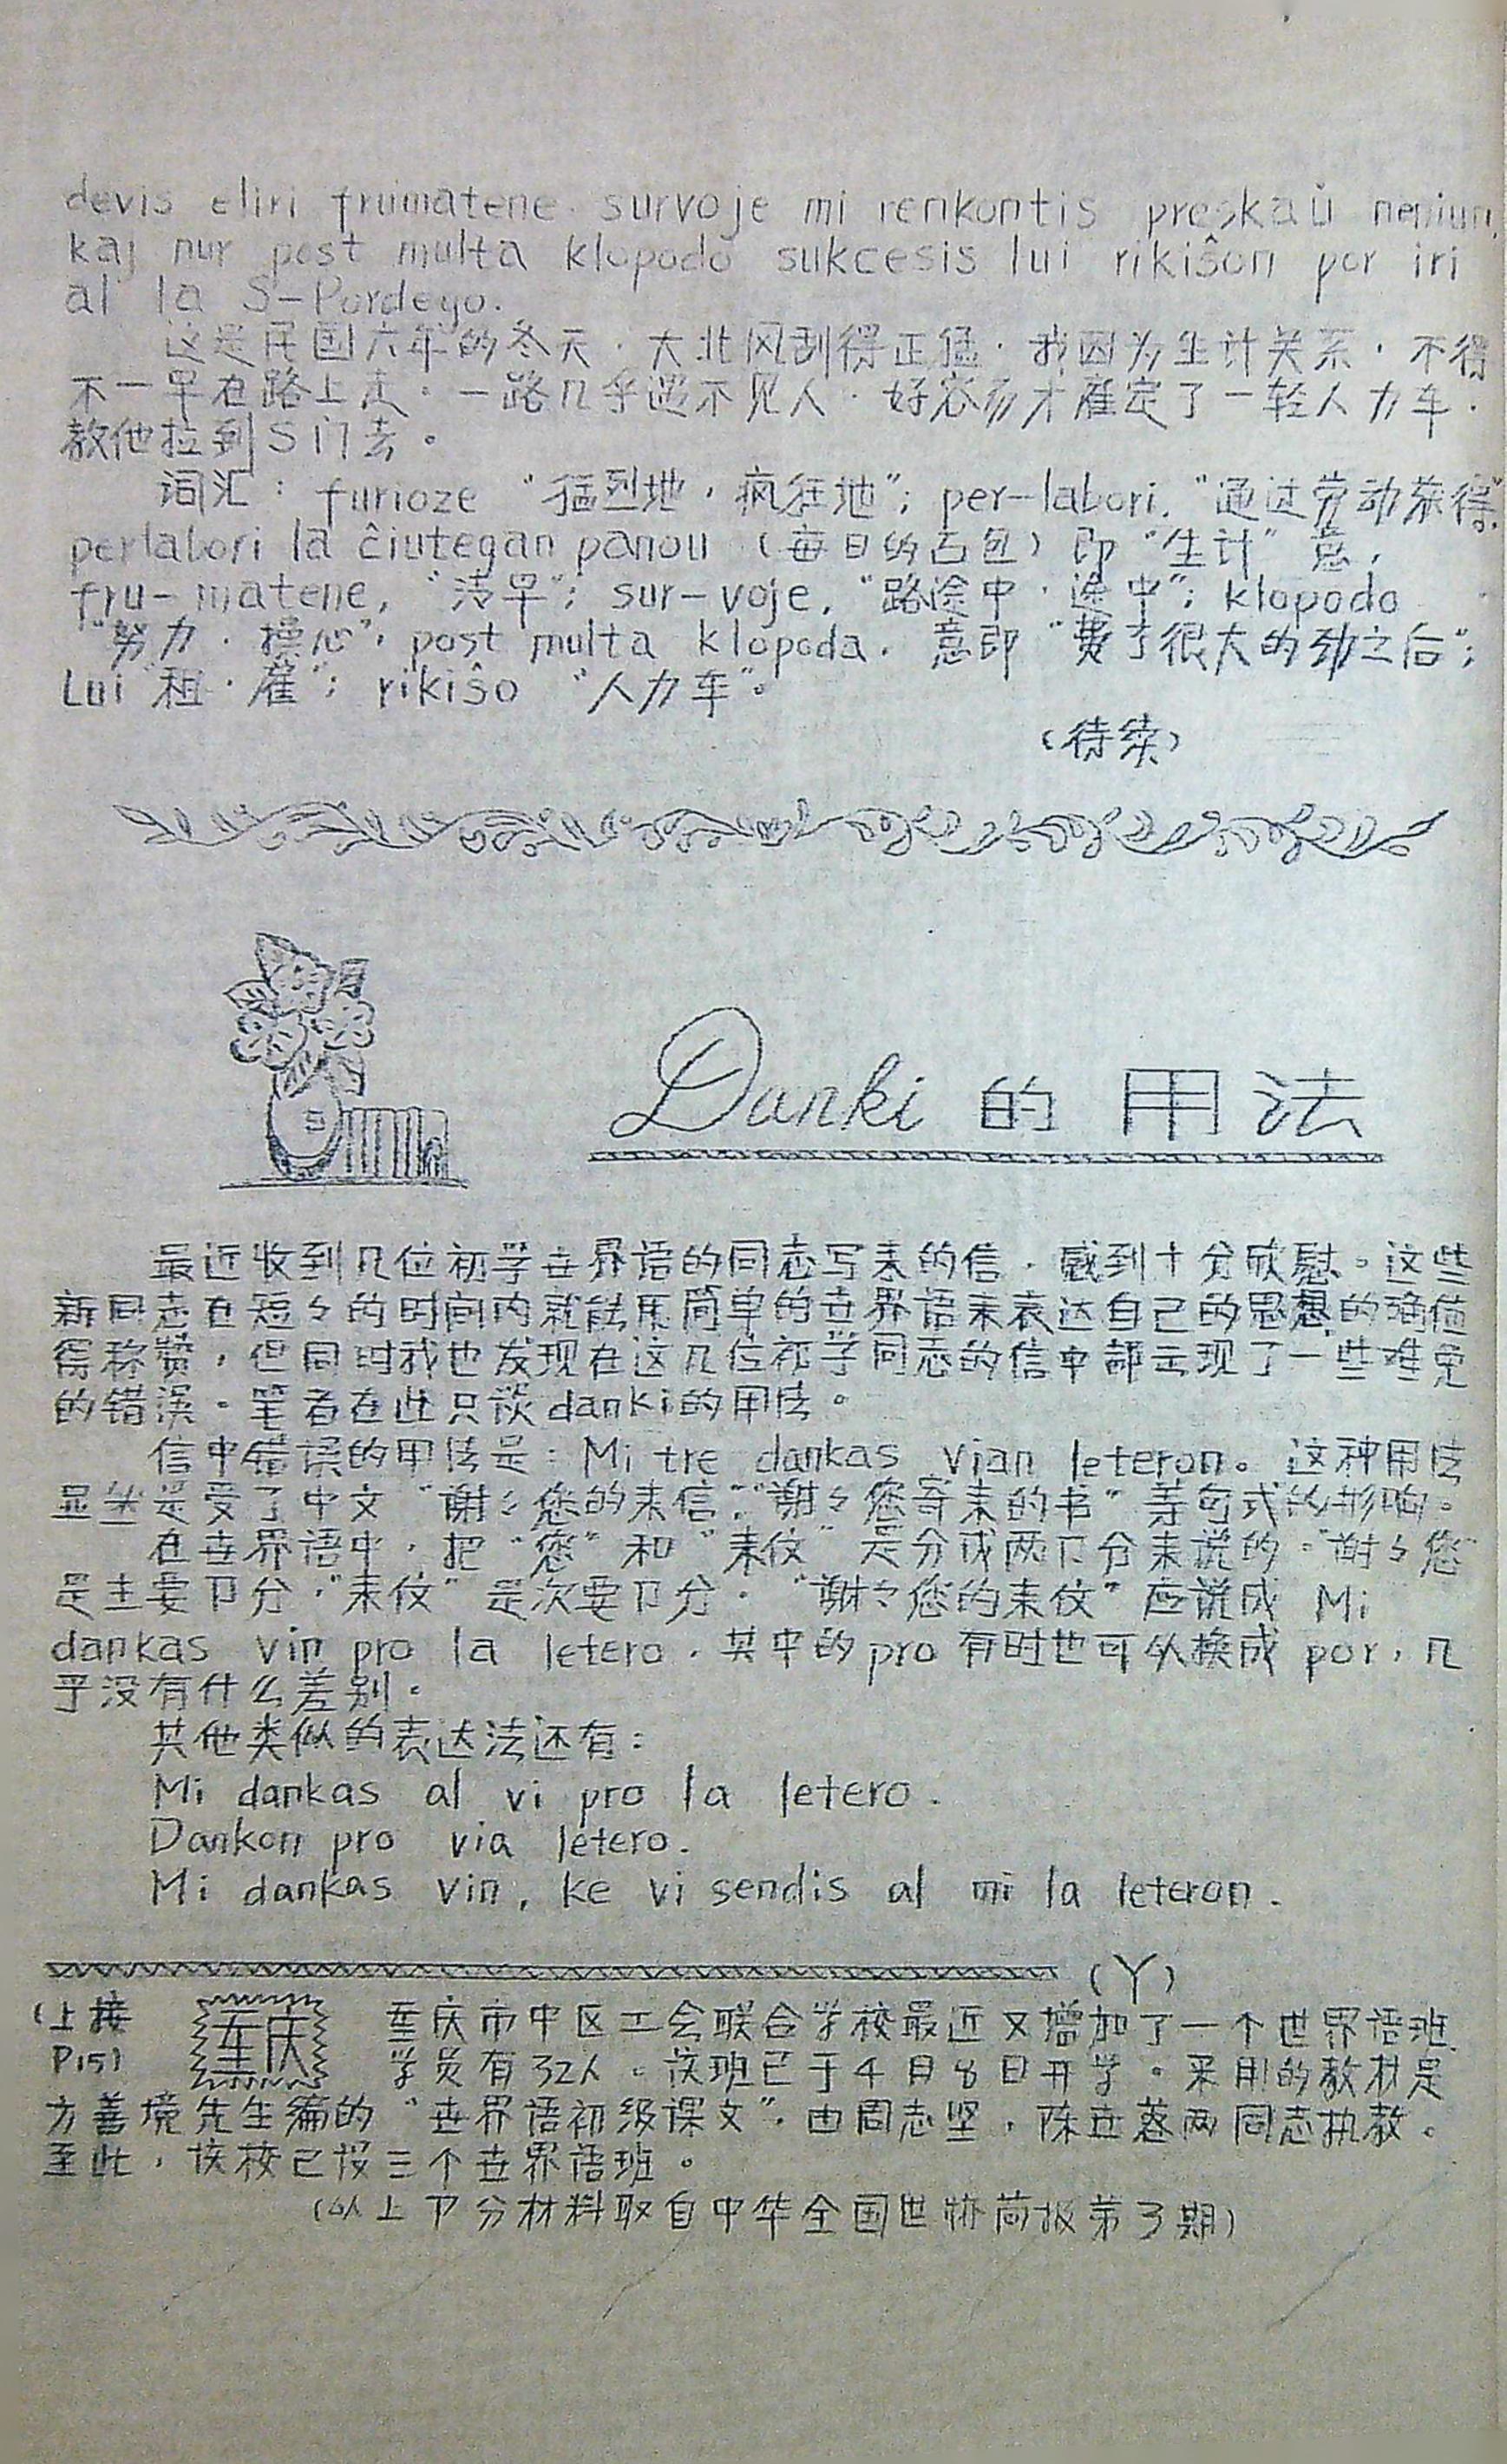 devis eliri frumatene. survoje mi renkontis preskaŭ neniun,
kaj nur post multa klopodo sukcesis lui rikiŝon por iri
al la S-Pordego.
这是民国六年的冬天，大北风刮得正猛，我因为生计关系，不得
不一早在路上走。一路几乎遇不见人，好容易才雇定了一轻人力车，
教他拉到S门去。
词汇：furioze “猛烈地，疯狂地”；per-labori, “通过劳动获得”。
perlabori la ĉiutegan panon （每日的面包）即“生计”意，
fru-matene, “清早”；sur-voje, “路途中，途中”；klopodo
“努力，操心”，post multa klopoda, 意即“费了很大的劲之后”；
Lui “租，雇”；rikiŝo “人力车”。
（待续）
Danki 的用法
最近收到几位初学世界语的同志写来的信，感到十分欣慰。这些
新同志在短々的时间内就能用简单的世界语来表达自己的思想的确值
得称赞，但同时我也发现在这几位初学同志的信中都出现了一些难免
的错误。笔者在此只谈danki的用法。
信中错误的用法是：Mi tre dankas vian leteron。这种用法
显然是受了中文“谢々您的来信”“谢々您寄来的书”等句式的影响。
在世界语中，把“您”和“来仪”是分成两卩分来说的。“谢々您”
是主要卩分，“来仪”是次要卩分。“谢々您的来仪”应说成 Mi
dankas vin pro la letero，其中的pro有时也可以换成por，几
乎没有什么差别。
其他类似的表达法还有：
Mi dankas al vi pro la letero.
Dankon pro via letero.
Mi dankas vin, ke vi sendis al mi la leteron.
（丫）
（上接
P15）
重庆
重庆市中区工会联合学校最近又增加了一个世界语班，
学员有32人。该班已于4月8日开学。采用的教材是
方善境先生编的“世界语初级课文”，由周志坚，陈世蓉两同志执教。
至此，该校已设三个世界语班。
（以上卩分材料取自中华全国世协简报第3期）